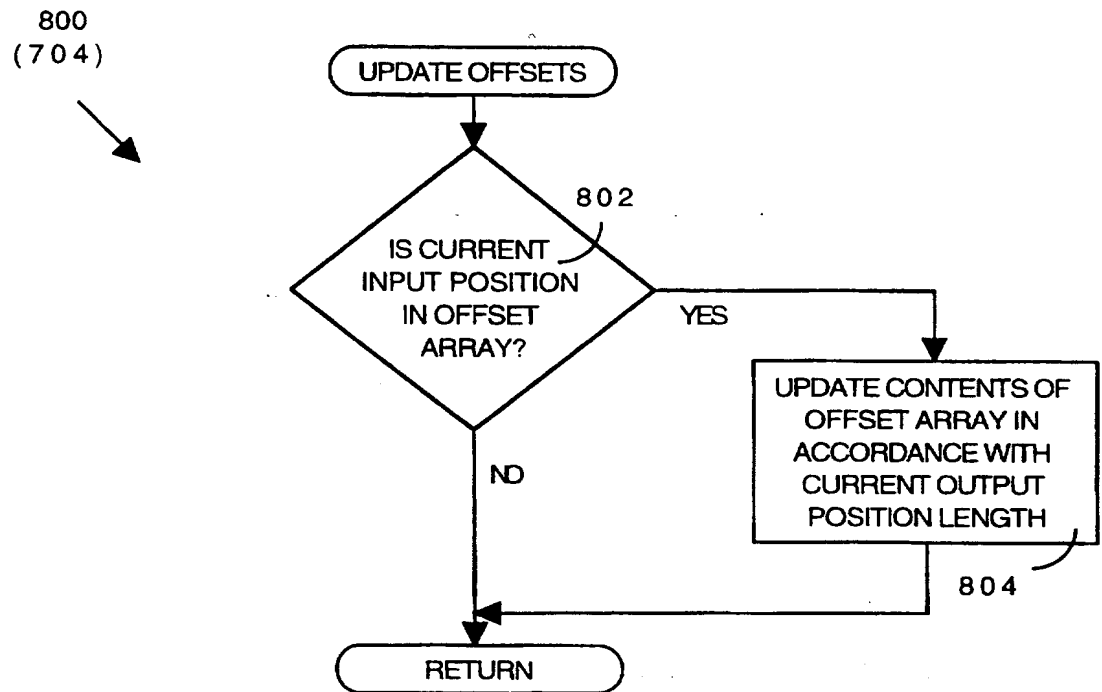 800
(704)
UPDATE OFFSETS
802
IS CURRENT
INPUT POSITION
IN OFFSET
ARRAY?
YES
NO
UPDATE CONTENTS OF
OFFSET ARRAY IN
ACCORDANCE WITH
CURRENT OUTPUT
POSITION LENGTH
804
RETURN